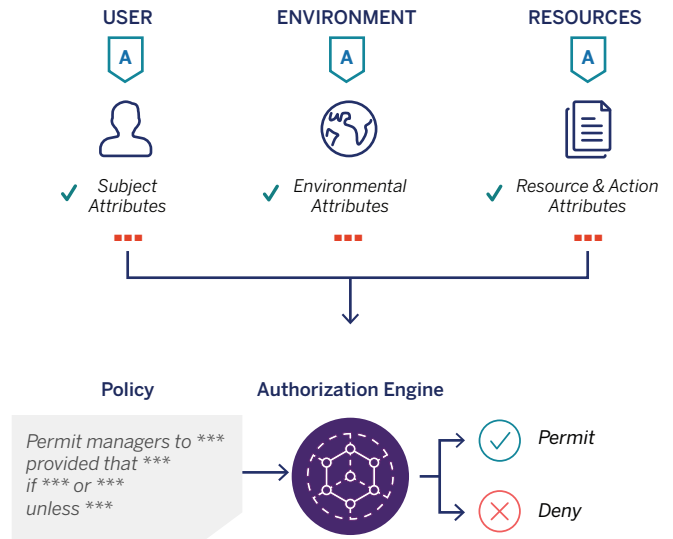 USER
ENVIRONMENT
RESOURCES
A
A
A
Subject
Attributes
Environmental
Attributes
Resource & Action
Attributes
Policy
Authorization Engine
Permit managers to ***
provided that ***
if *** or ***
unless ***
Permit
Deny